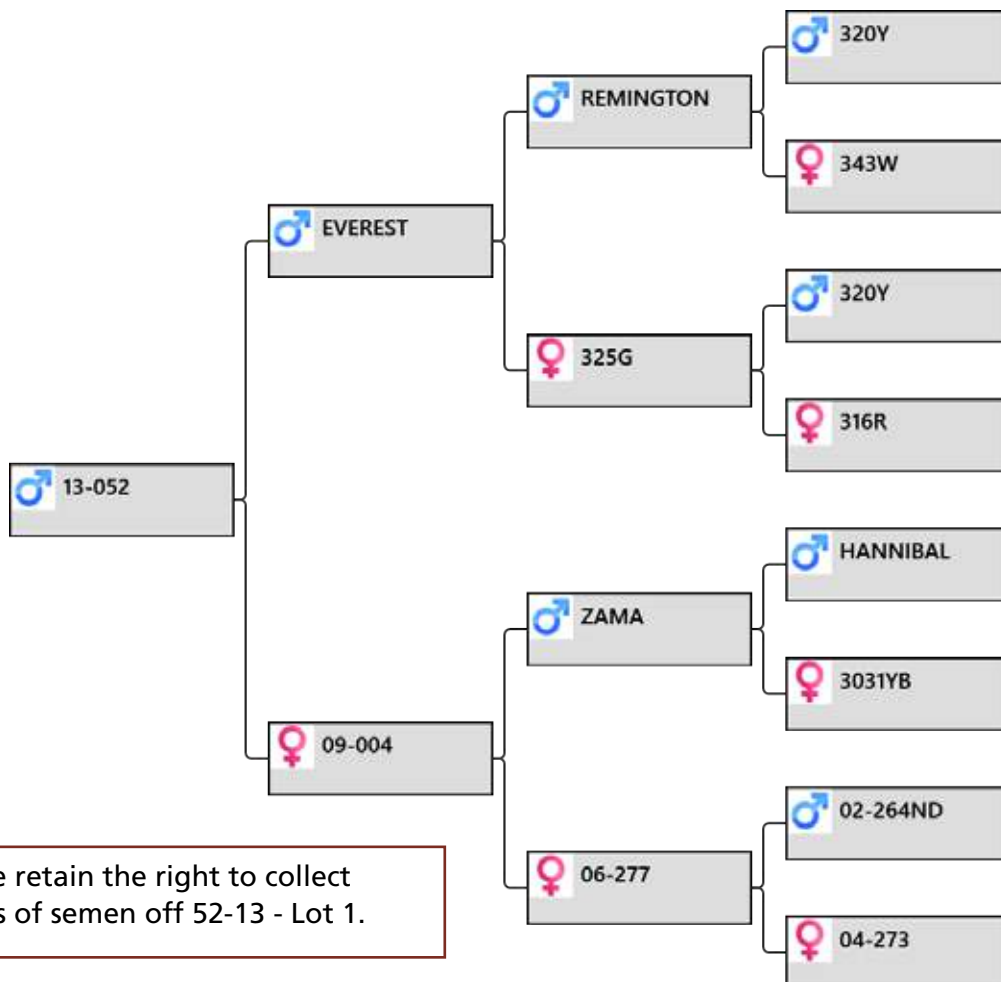 320Y
REMINGTON
343W
EVEREST
320Y
325G
316R
13-052
HANNIBAL
ZAMA
3031YB
09-004
02-264ND
06-277
04-273
retain the right to collect
of semen off 52-13 - Lot 1.